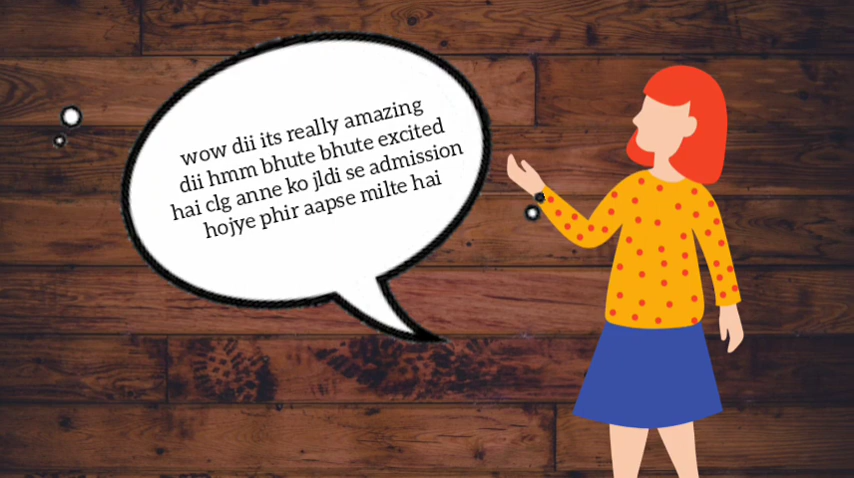 wow dii its really amazing
dii hmm bhute bhute excited
hai clg anne ko jldi se admission
hojye phir aapse milte hai